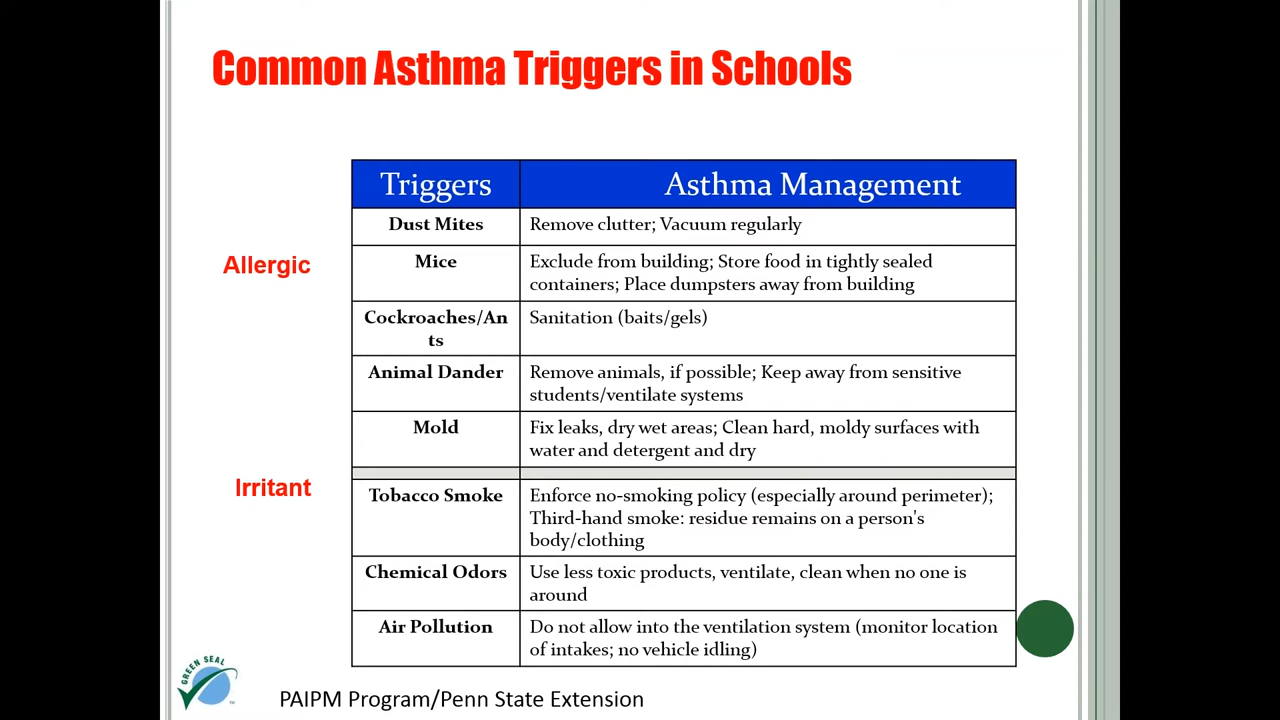 Common Asthma Triggers in Schools
Triggers
Asthma Management
Allergic
Dust Mites
Remove clutter; Vacuum regularly
Mice
Exclude from building; Store food in tightly sealed
containers; Place dumpsters away from building
Cockroaches/An
ts
Sanitation (baits/gels)
Animal Dander
Remove animals, if possible; Keep away from sensitive
students/ventilate systems
Mold
Fix leaks, dry wet areas; Clean hard, moldy surfaces with
water and detergent and dry
Irritant
Tobacco Smoke
Enforce no-smoking policy (especially around perimeter);
Third-hand smoke: residue remains on a person's
body/clothing
Chemical Odors
Use less toxic products, ventilate, clean when no one is
around
Air Pollution
Do not allow into the ventilation system (monitor location
of intakes; no vehicle idling)
GREEN SEAL
PAIPM Program/Penn State Extension